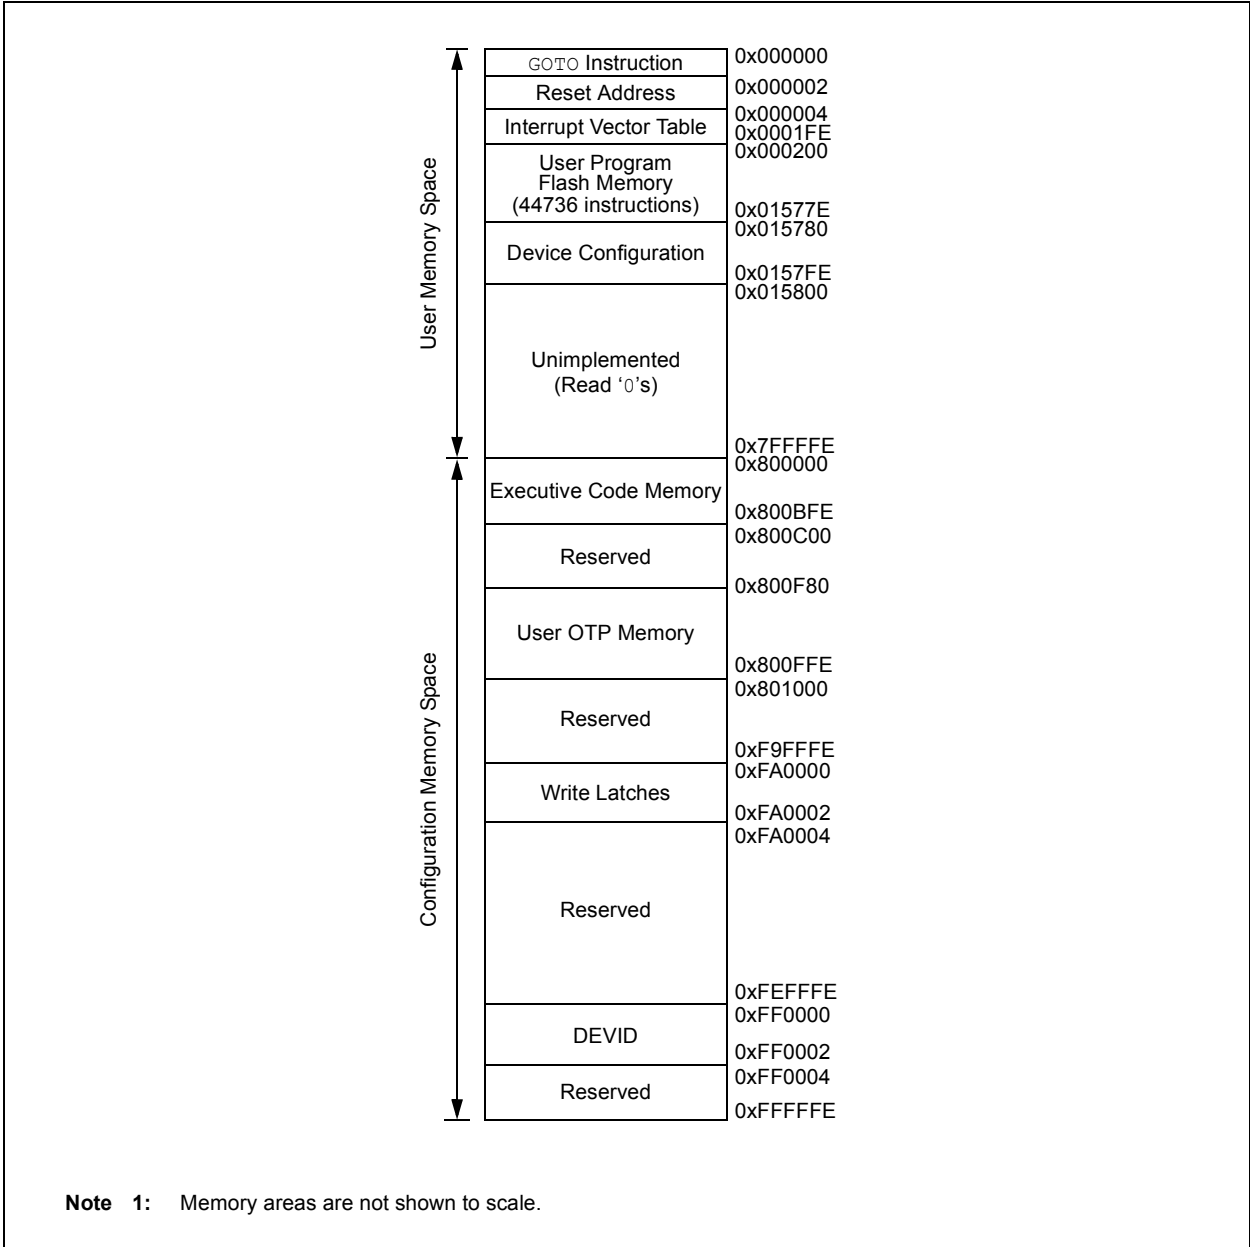 GOTO Instruction
0x000000
Reset Address
0x000002
0x000004
Interrupt Vector Table
0x0001FE
0x000200
User Program
Flash Memory
(44736 instructions)
0x01577E
0x015780
Device Configuration
0x0157FE
0x015800
User Memory Space
Unimplemented
(Read ‘0’s)
0x7FFFFE
0x800000
Executive Code Memory
0x800BFE
0x800C00
Reserved
0x800F80
User OTP Memory
0x800FFE
0x801000
Reserved
0xF9FFFE
0xFA0000
Write Latches
0xFA0002
0xFA0004
Configuration Memory Space
Reserved
0xFEFFFE
0xFF0000
DEVID
0xFF0002
0xFF0004
Reserved
0xFFFFFE
Note 1: Memory areas are not shown to scale.